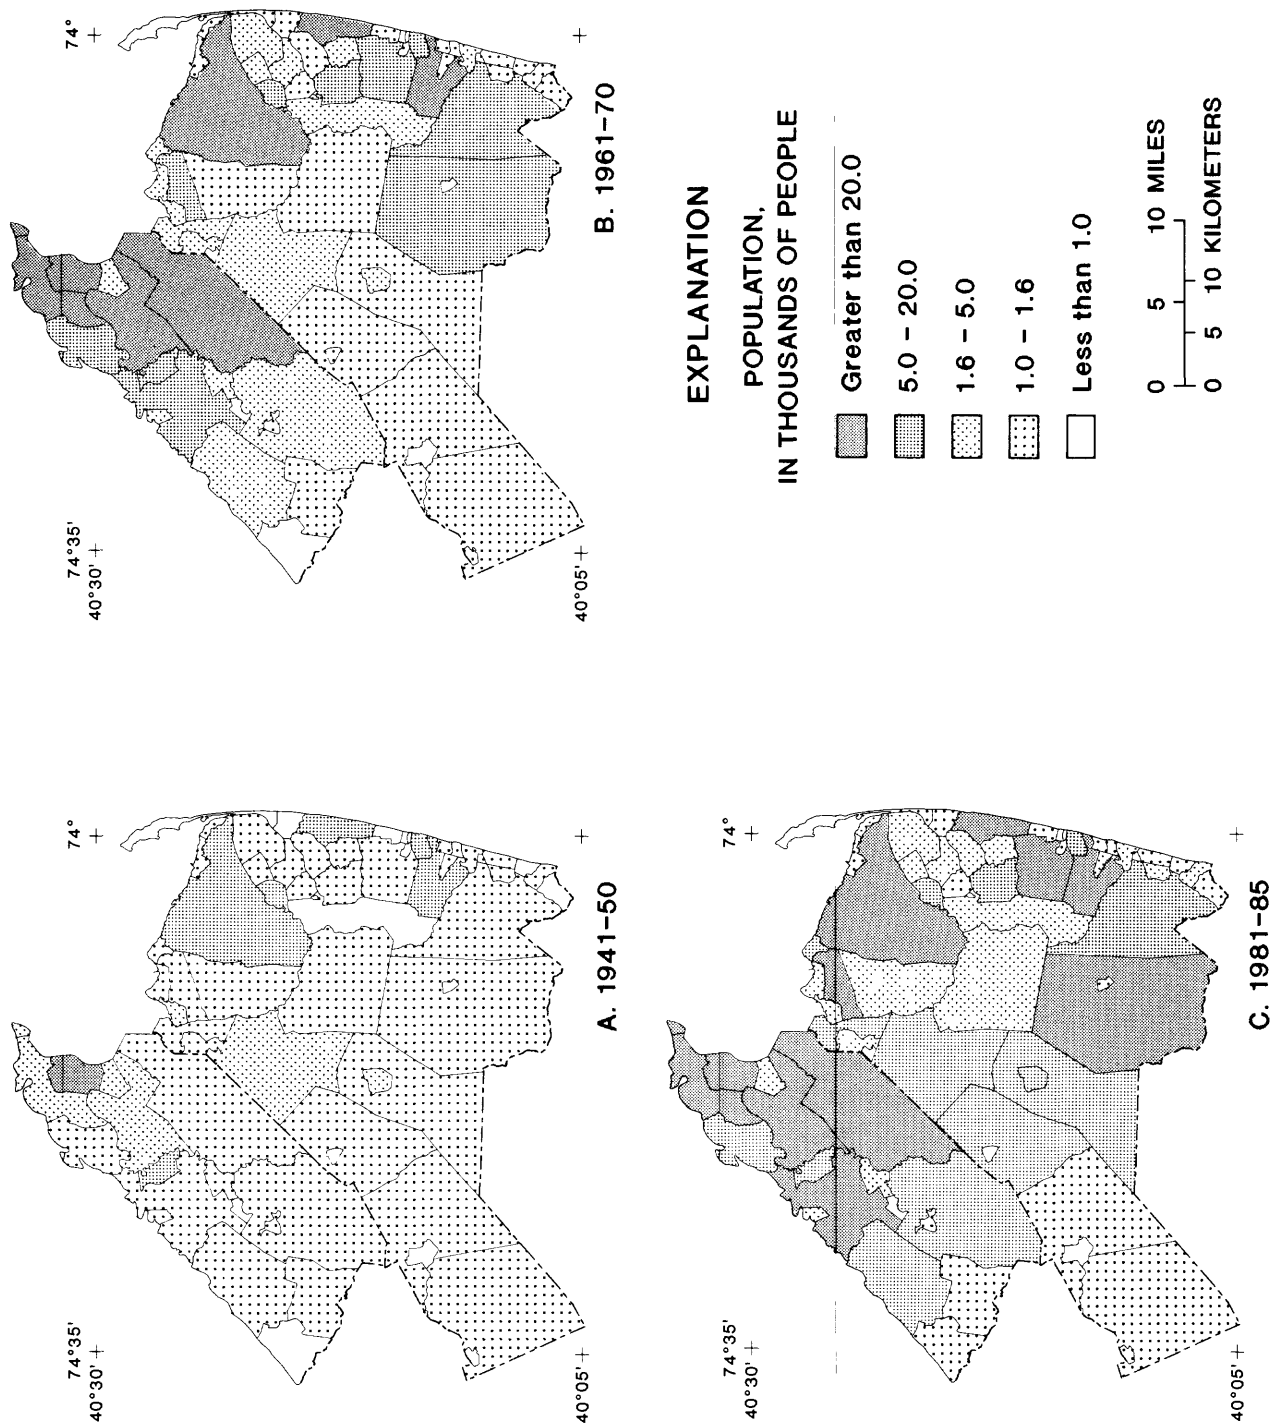 74°35'
40°30'
74°
40°05'
A. 1941–50
74°35'
40°30'
74°
40°05'
B. 1961–70
74°35'
40°30'
74°
40°05'
C. 1981–85
EXPLANATION
POPULATION,
IN THOUSANDS OF PEOPLE
Greater than 20.0
5.0 – 20.0
1.6 – 5.0
1.0 – 1.6
Less than 1.0
0 5 10 MILES
0 5 10 KILOMETERS